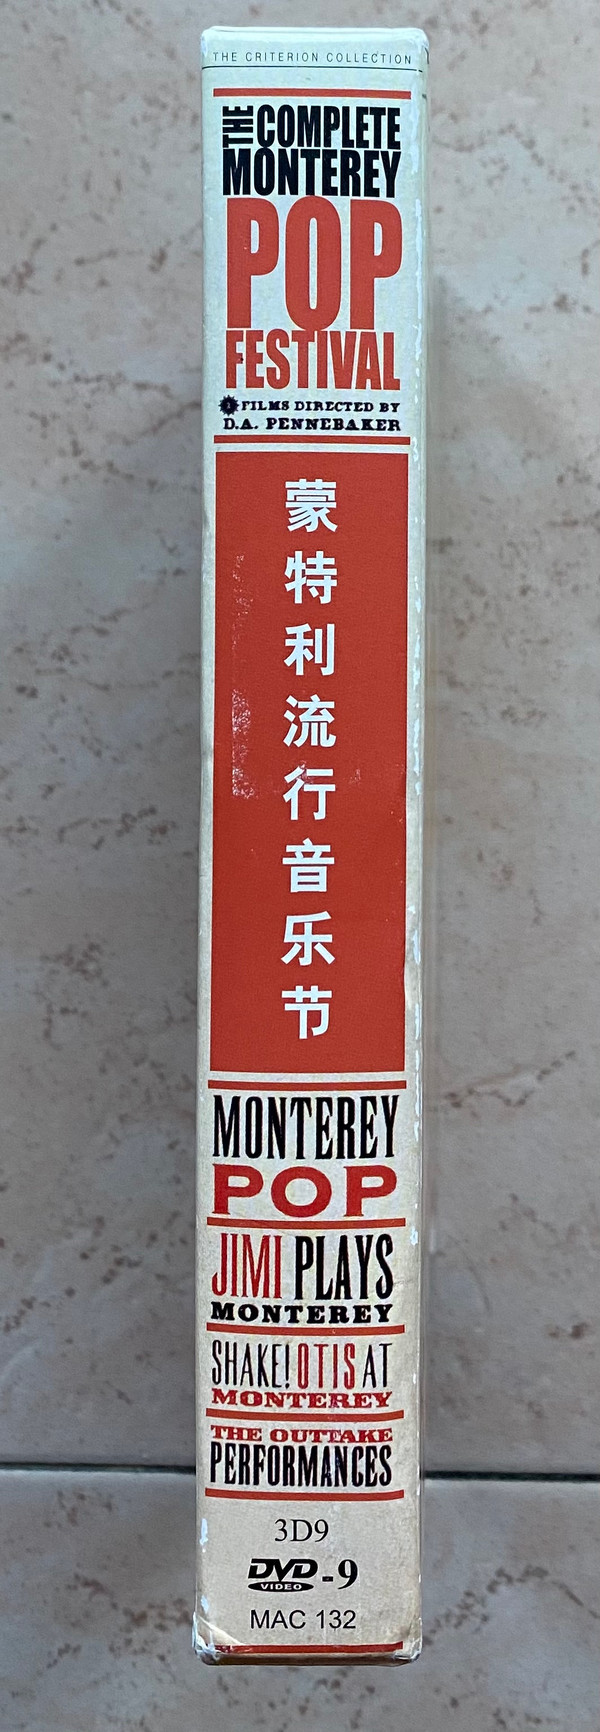 THE CRITERION COLLECTION
THE COMPLETE
MONTEREY
POP
FESTIVAL
3 FILMS DIRECTED BY
D.A. PENNEBAKER
蒙特利流行音乐节
MONTEREY
POP
JIMI PLAYS
MONTEREY
SHAKE! OTIS AT
MONTEREY
THE OUTTAKE
PERFORMANCES
3D9
DVD-9
VIDEO
MAC 132